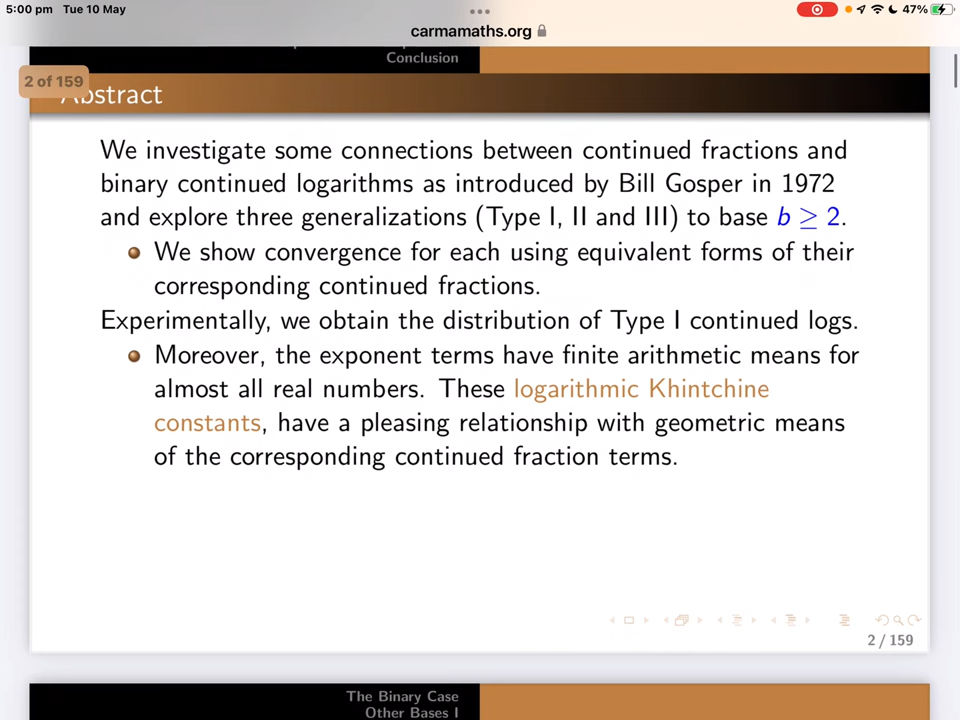 5:00 pm Tue 10 May
47%
carmamaths.org
Conclusion
2 of 159
Abstract
We investigate some connections between continued fractions and
binary continued logarithms as introduced by Bill Gosper in 1972
and explore three generalizations (Type I, II and III) to base b ≥ 2.
We show convergence for each using equivalent forms of their
corresponding continued fractions.
Experimentally, we obtain the distribution of Type I continued logs.
Moreover, the exponent terms have finite arithmetic means for
almost all real numbers. These logarithmic Khintchine
constants, have a pleasing relationship with geometric means
of the corresponding continued fraction terms.
2 / 159
The Binary Case
Other Bases I